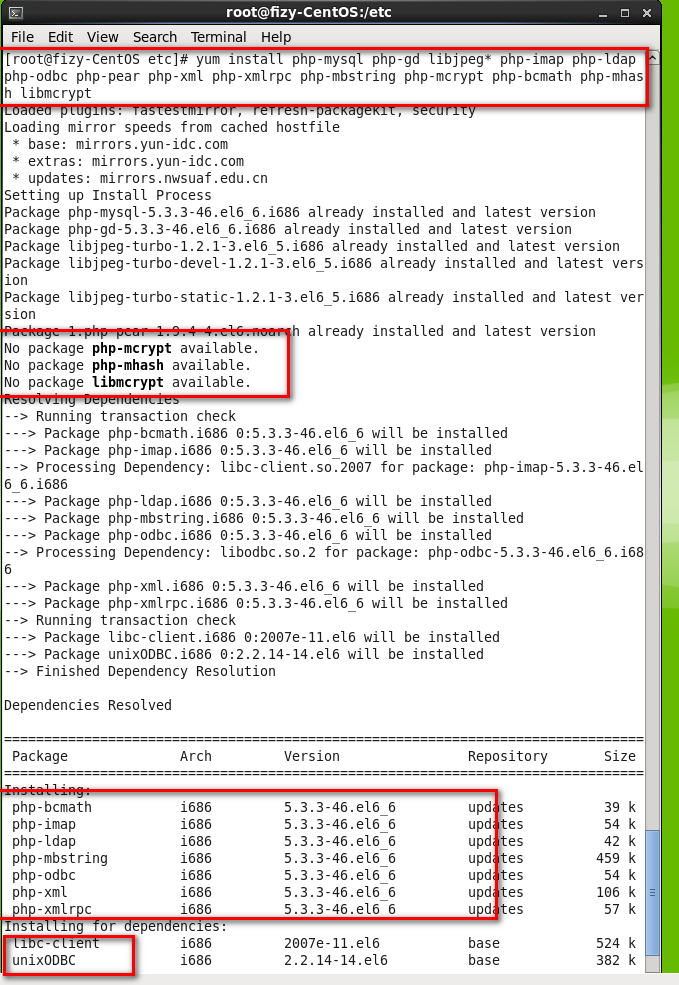 root@fizy-CentOS:/etc
File Edit View Search Terminal Help
[root@fizy-CentOS etc]# yum install php-mysql php-gd libjpeg* php-imap php-ldap
php-odbc php-pear php-xml php-xmlrpc php-mbstring php-mcrypt php-bcmath php-mhas
h libmcrypt
Loaded plugins: fastestmirror, refresh-packagekit, security
Loading mirror speeds from cached hostfile
* base: mirrors.yun-idc.com
* extras: mirrors.yun-idc.com
* updates: mirrors.nwsuaf.edu.cn
Setting up Install Process
Package php-mysql-5.3.3-46.el6_6.i686 already installed and latest version
Package php-gd-5.3.3-46.el6_6.i686 already installed and latest version
Package libjpeg-turbo-1.2.1-3.el6_5.i686 already installed and latest version
Package libjpeg-turbo-devel-1.2.1-3.el6_5.i686 already installed and latest vers
ion
Package libjpeg-turbo-static-1.2.1-3.el6_5.i686 already installed and latest ver
sion
Package 1:php-pear-1.9.4-4.el6.noarch already installed and latest version
No package php-mcrypt available.
No package php-mhash available.
No package libmcrypt available.
Resolving Dependencies
--> Running transaction check
---> Package php-bcmath.i686 0:5.3.3-46.el6_6 will be installed
---> Package php-imap.i686 0:5.3.3-46.el6_6 will be installed
--> Processing Dependency: libc-client.so.2007 for package: php-imap-5.3.3-46.el
6_6.i686
---> Package php-ldap.i686 0:5.3.3-46.el6_6 will be installed
---> Package php-mbstring.i686 0:5.3.3-46.el6_6 will be installed
---> Package php-odbc.i686 0:5.3.3-46.el6_6 will be installed
--> Processing Dependency: libodbc.so.2 for package: php-odbc-5.3.3-46.el6_6.i68
6
---> Package php-xml.i686 0:5.3.3-46.el6_6 will be installed
---> Package php-xmlrpc.i686 0:5.3.3-46.el6_6 will be installed
--> Running transaction check
---> Package libc-client.i686 0:2007e-11.el6 will be installed
---> Package unixODBC.i686 0:2.2.14-14.el6 will be installed
--> Finished Dependency Resolution
Dependencies Resolved
================================================================================
Package Arch Version Repository Size
================================================================================
Installing:
php-bcmath i686 5.3.3-46.el6_6 updates 39 k
php-imap i686 5.3.3-46.el6_6 updates 54 k
php-ldap i686 5.3.3-46.el6_6 updates 42 k
php-mbstring i686 5.3.3-46.el6_6 updates 459 k
php-odbc i686 5.3.3-46.el6_6 updates 54 k
php-xml i686 5.3.3-46.el6_6 updates 106 k
php-xmlrpc i686 5.3.3-46.el6_6 updates 57 k
Installing for dependencies:
libc-client i686 2007e-11.el6 base 524 k
unixODBC i686 2.2.14-14.el6 base 382 k